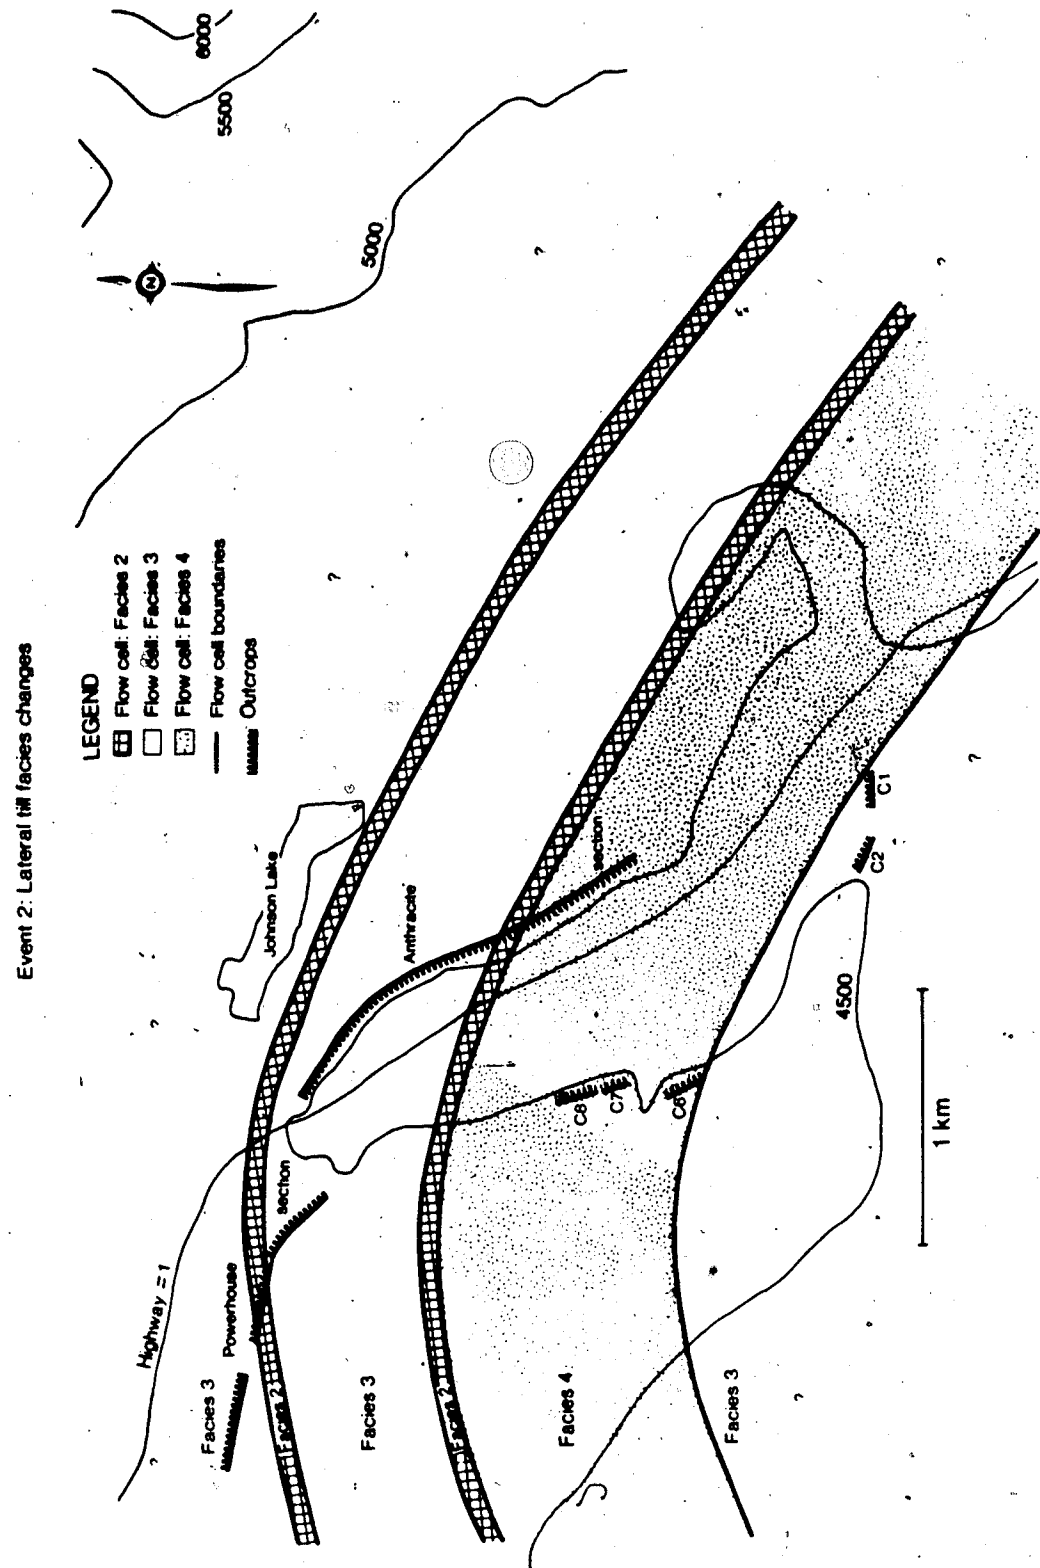 Event 2: Lateral till facies changes
LEGEND
Flow cell: Facies 2
Flow cell: Facies 3
Flow cell: Facies 4
Flow cell boundaries
Outcrops
N
6000
5500
5000
?
?
?
?
?
?
?
Johnson Lake
Anthracite
section
Highway = 1
Powerhouse
section
Facies 3
Facies 2
Facies 3
Facies 2
Facies 4
Facies 3
C8
C7
C6
C2
C1
4500
1 km